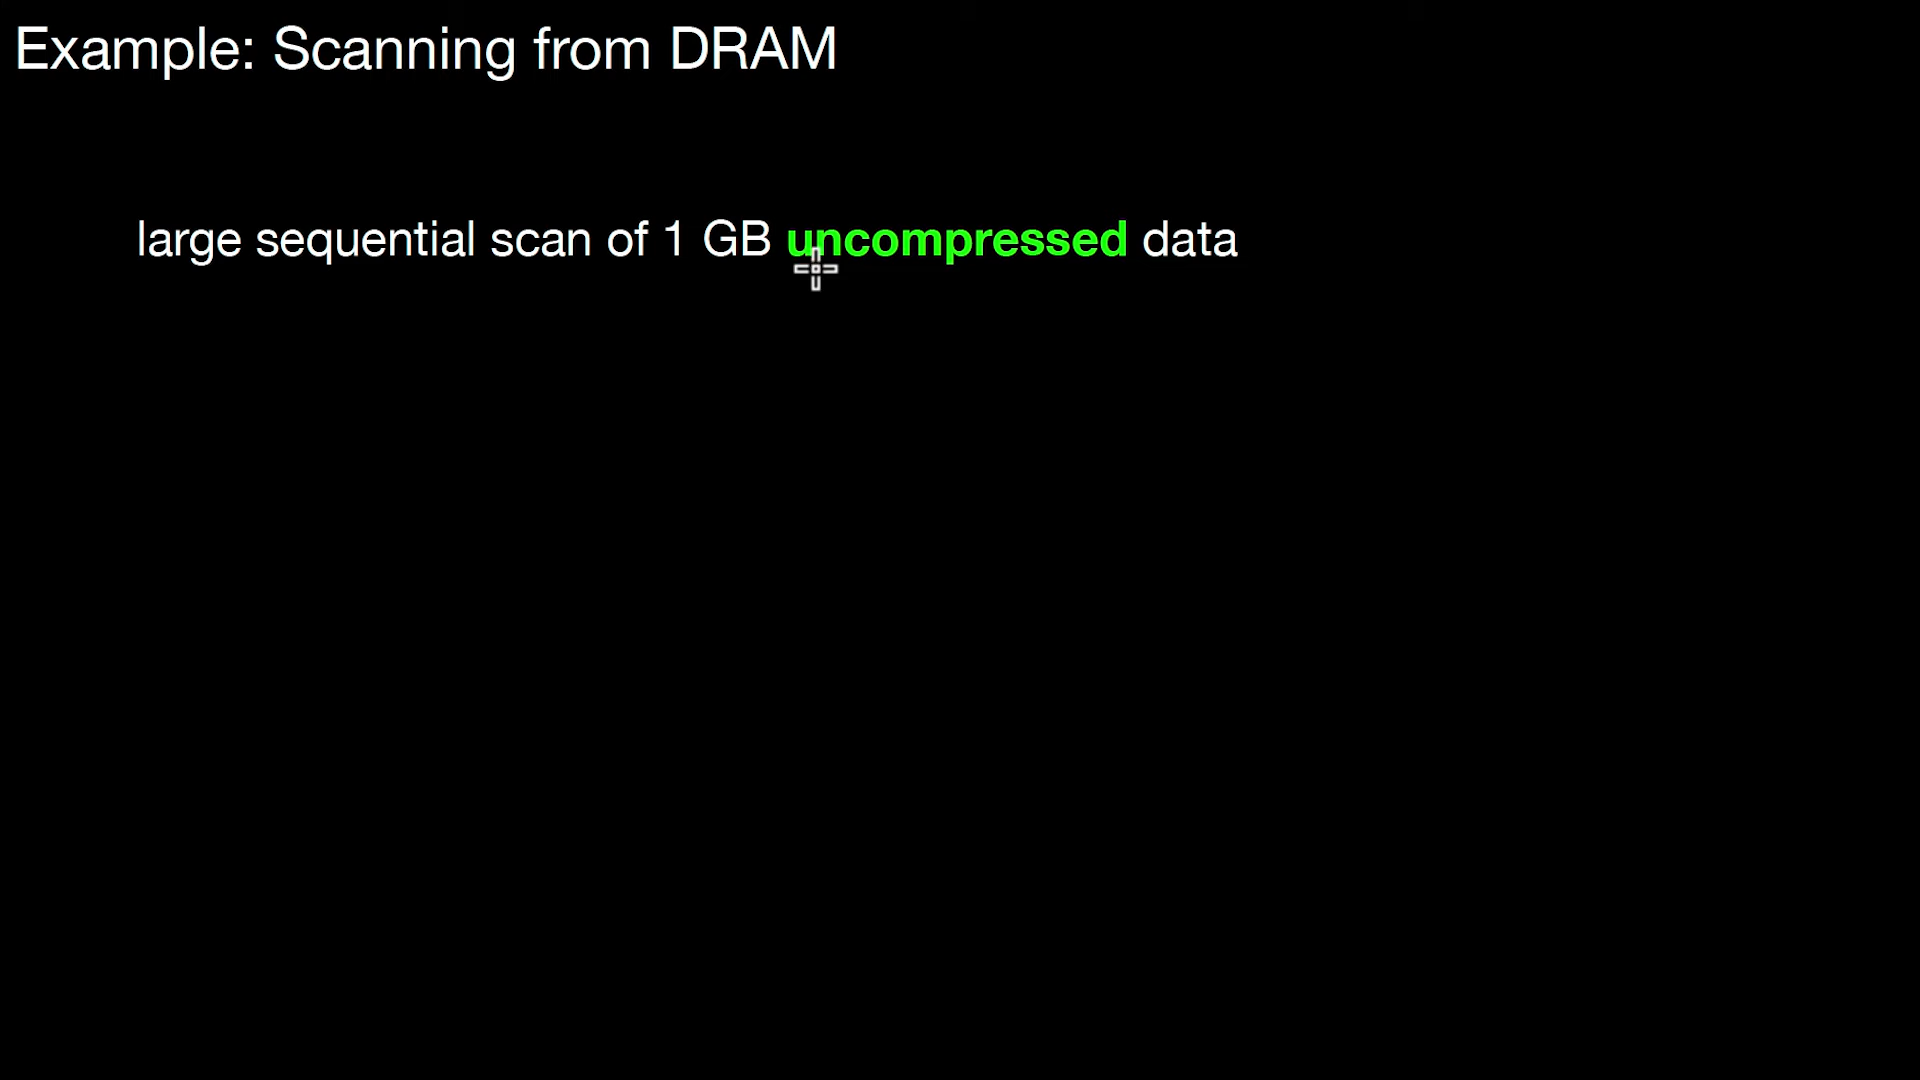 Example: Scanning from DRAM
large sequential scan of 1 GB uncompressed data